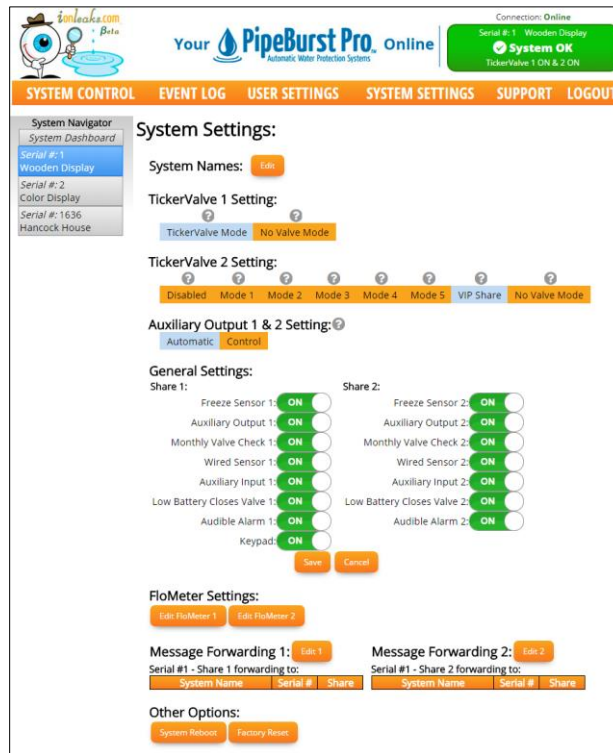 ionleaks.com
Beta
Your PipeBurst Pro™ Online
Automatic Water Protection Systems
Connection: Online
Serial #: 1 Wooden Display
System OK
TickerValve 1 ON & 2 ON
SYSTEM CONTROL EVENT LOG USER SETTINGS SYSTEM SETTINGS SUPPORT LOGOUT
System Navigator
System Dashboard
Serial #: 1
Wooden Display
Serial #: 2
Color Display
Serial #: 1636
Hancock House
System Settings:
System Names: Edit
TickerValve 1 Setting:
? ?
TickerValve Mode No Valve Mode
TickerValve 2 Setting:
? ? ? ? ? ? ? ?
Disabled Mode 1 Mode 2 Mode 3 Mode 4 Mode 5 VIP Share No Valve Mode
Auxiliary Output 1 & 2 Setting: ?
Automatic Control
General Settings:
Share 1: Share 2:
Freeze Sensor 1: ON Freeze Sensor 2: ON
Auxiliary Output 1: ON Auxiliary Output 2: ON
Monthly Valve Check 1: ON Monthly Valve Check 2: ON
Wired Sensor 1: ON Wired Sensor 2: ON
Auxiliary Input 1: ON Auxiliary Input 2: ON
Low Battery Closes Valve 1: ON Low Battery Closes Valve 2: ON
Audible Alarm 1: ON Audible Alarm 2: ON
Keypad: ON
Save Cancel
FloMeter Settings:
Edit FloMeter 1 Edit FloMeter 2
Message Forwarding 1: Edit 1 Message Forwarding 2: Edit 2
Serial #1 - Share 1 forwarding to: Serial #1 - Share 2 forwarding to:
System Name Serial # Share System Name Serial # Share
Other Options:
System Reboot Factory Reset